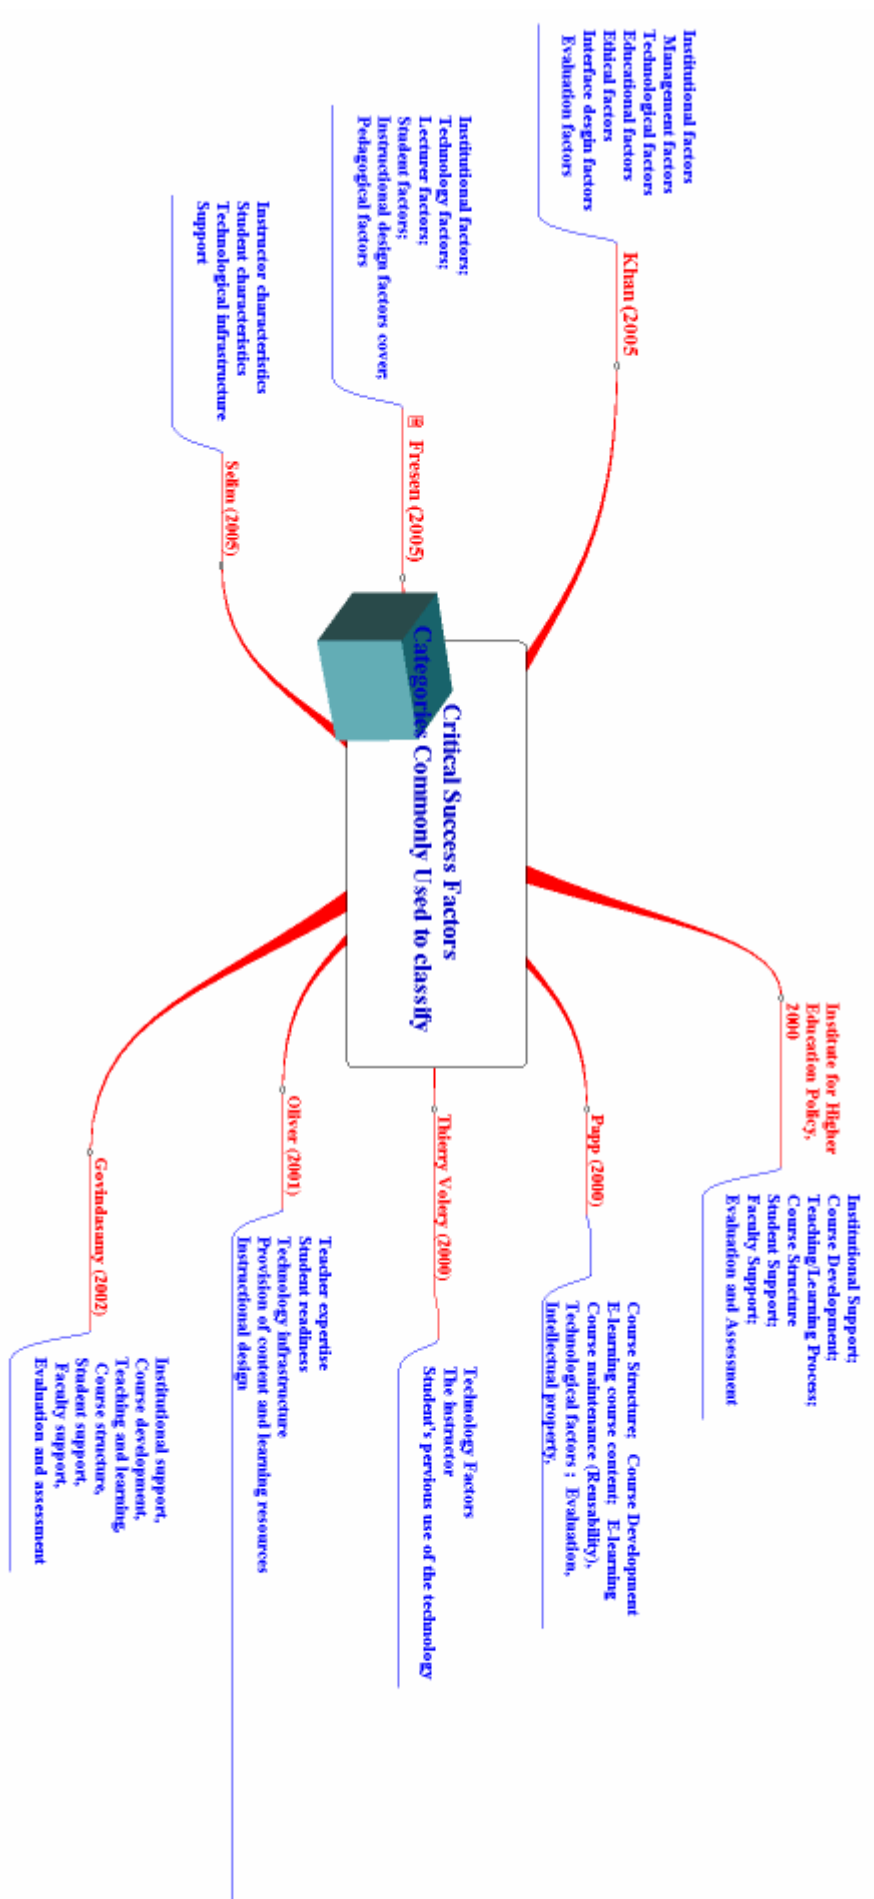 Critical Success Factors
Categories Commonly Used to classify
Institute for Higher
Education Policy,
2000
Institutional Support;
Course Development;
Teaching/Learning Process;
Course Structure
Student Support;
Faculty Support;
Evaluation and Assessment
Papp (2000)
Course Structure; Course Development
E-learning course content; E-learning
Course maintenance (Reusability),
Technological factors ; Evaluation,
Intellectual property,
Thierry Volery (2000)
Technology Factors
The instructor
Student's pervious use of the technology
Oliver (2001)
Teacher expertise
Student readiness
Technology infrastructure
Provision of content and learning resources
Instructional design
Govindasamy (2002)
Institutional support,
Course development,
Teaching and learning,
Course structure,
Student support,
Faculty support,
Evaluation and assessment
Khan (2005
Institutional factors
Management factors
Technological factors
Educational factors
Ethical factors
Interface desgin factors
Evaluation factors
Fresen (2005)
Institutional factors;
Technology factors;
Lecturer factors;
Student factors;
Instructional design factors cover;
Pedagogical factors
Selim (2005)
Instructor characteristics
Student characteristics
Technological infrastructure
Support